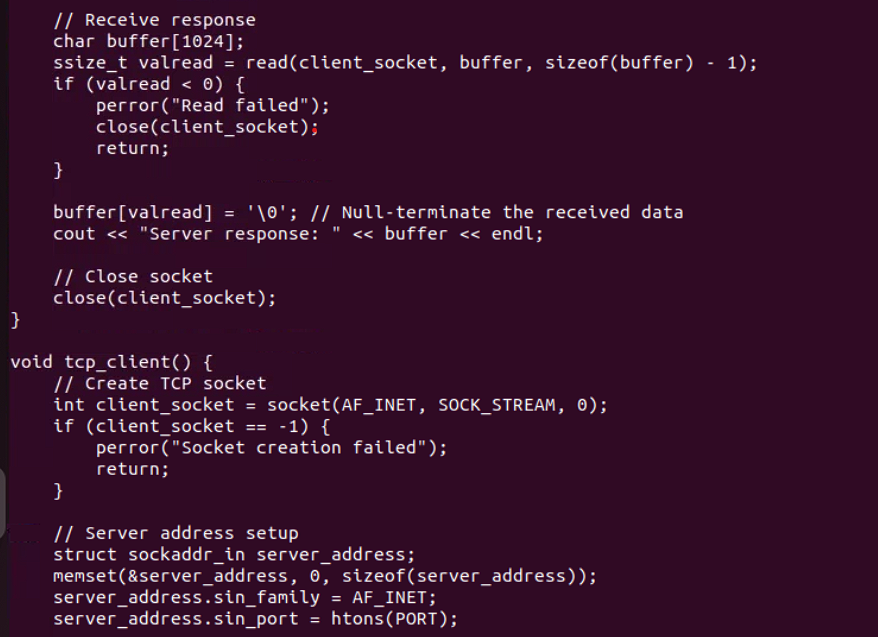 // Receive response
char buffer[1024];
ssize_t valread = read(client_socket, buffer, sizeof(buffer) - 1);
if (valread < 0) {
perror("Read failed");
close(client_socket);
return;
}
buffer[valread] = '\0'; // Null-terminate the received data
cout << "Server response: " << buffer << endl;
// Close socket
close(client_socket);
}
void tcp_client() {
// Create TCP socket
int client_socket = socket(AF_INET, SOCK_STREAM, 0);
if (client_socket == -1) {
perror("Socket creation failed");
return;
}
// Server address setup
struct sockaddr_in server_address;
memset(&server_address, 0, sizeof(server_address));
server_address.sin_family = AF_INET;
server_address.sin_port = htons(PORT);